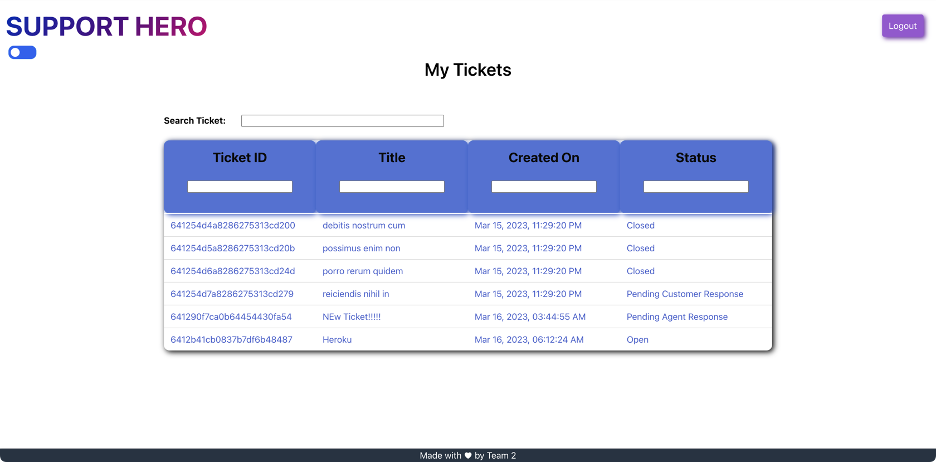 SUPPORT HERO
Logout
My Tickets
Search Ticket:
Ticket ID Title Created On Status
641254d4a8286275313cd200 debitis nostrum cum Mar 15, 2023, 11:29:20 PM Closed
641254d5a8286275313cd20b possimus enim non Mar 15, 2023, 11:29:20 PM Closed
641254d6a8286275313cd24d porro rerum quidem Mar 15, 2023, 11:29:20 PM Closed
641254d7a8286275313cd279 reiciendis nihil in Mar 15, 2023, 11:29:20 PM Pending Customer Response
641290f7ca0b64454430fa54 NEw Ticket!!!!! Mar 16, 2023, 03:44:55 AM Pending Agent Response
6412b41cb0837b7df6b48487 Heroku Mar 16, 2023, 06:12:24 AM Open
Made with ♥ by Team 2